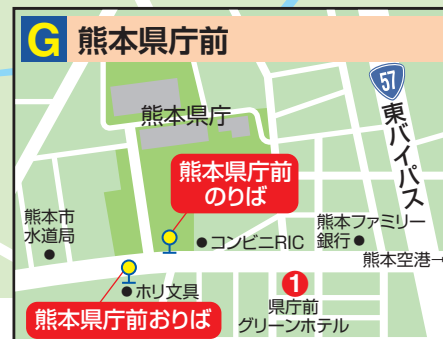 G 熊本県庁前
57
東バイパス
熊本県庁
熊本県庁前
のりば
熊本市
水道局
コンビニRIC
熊本ファミリー
銀行
熊本空港→
ホリ文具
1
県庁前
グリーンホテル
熊本県庁前おりば